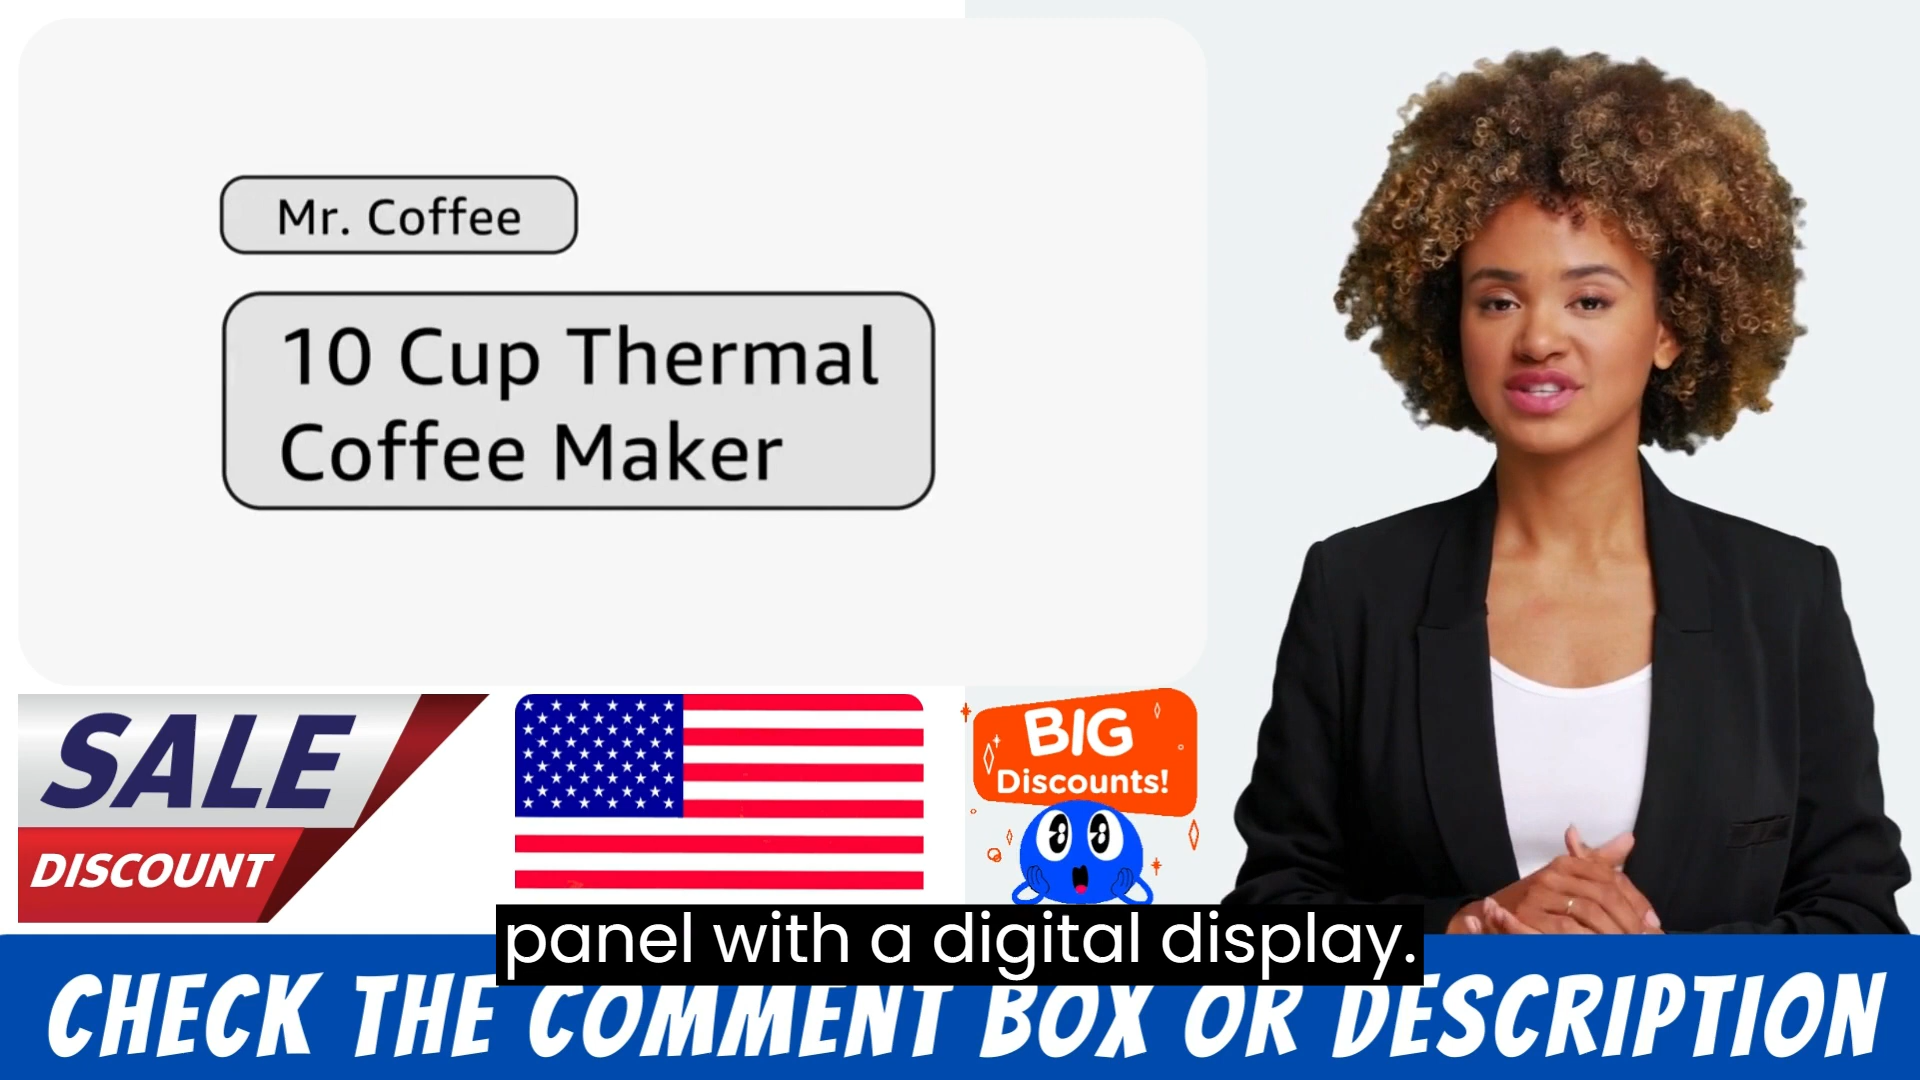 Mr. Coffee
10 Cup Thermal
Coffee Maker
SALE
DISCOUNT
BIG
Discounts!
panel with a digital display.
CHECK THE COMMENT BOX OR DESCRIPTION